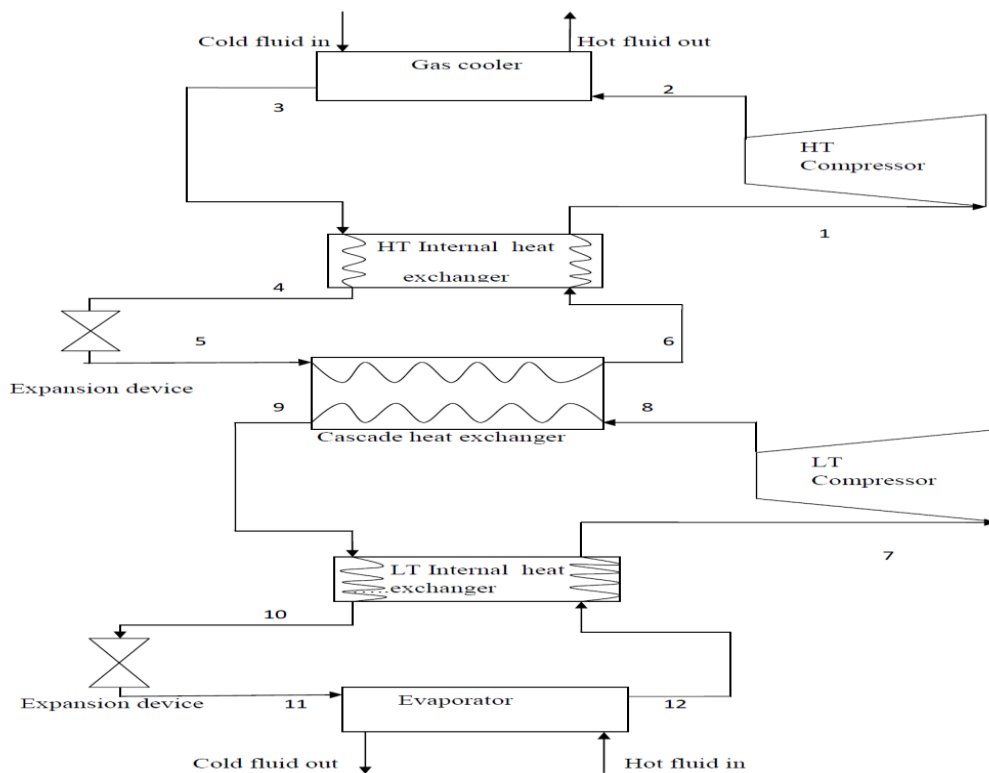 Cold fluid in
Hot fluid out
Gas cooler
3
2
HT
Compressor
HT Internal heat
exchanger
1
4
5
6
Expansion device
9
8
Cascade heat exchanger
LT
Compressor
7
LT Internal heat
exchanger
10
Expansion device
11
Evaporator
12
Cold fluid out
Hot fluid in